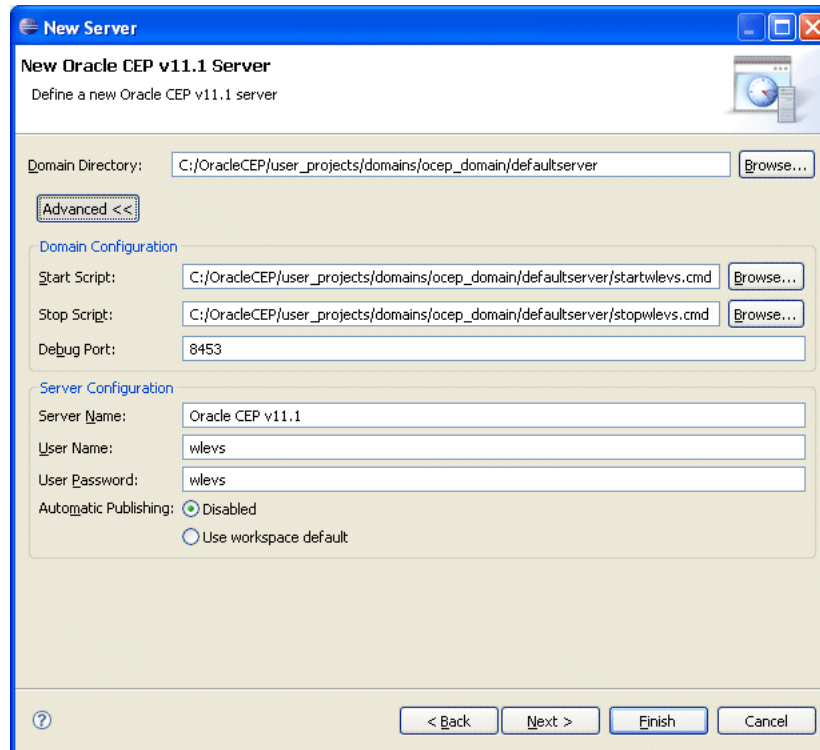 New Server
New Oracle CEP v11.1 Server
Define a new Oracle CEP v11.1 server
Domain Directory: C:/OracleCEP/user_projects/domains/ocep_domain/defaultserver Browse...
Advanced <<
Domain Configuration
Start Script: C:/OracleCEP/user_projects/domains/ocep_domain/defaultserver/startwlevs.cmd Browse...
Stop Script: C:/OracleCEP/user_projects/domains/ocep_domain/defaultserver/stopwlevs.cmd Browse...
Debug Port: 8453
Server Configuration
Server Name: Oracle CEP v11.1
User Name: wlevs
User Password: wlevs
Automatic Publishing: Disabled
Use workspace default
? < Back Next > Finish Cancel